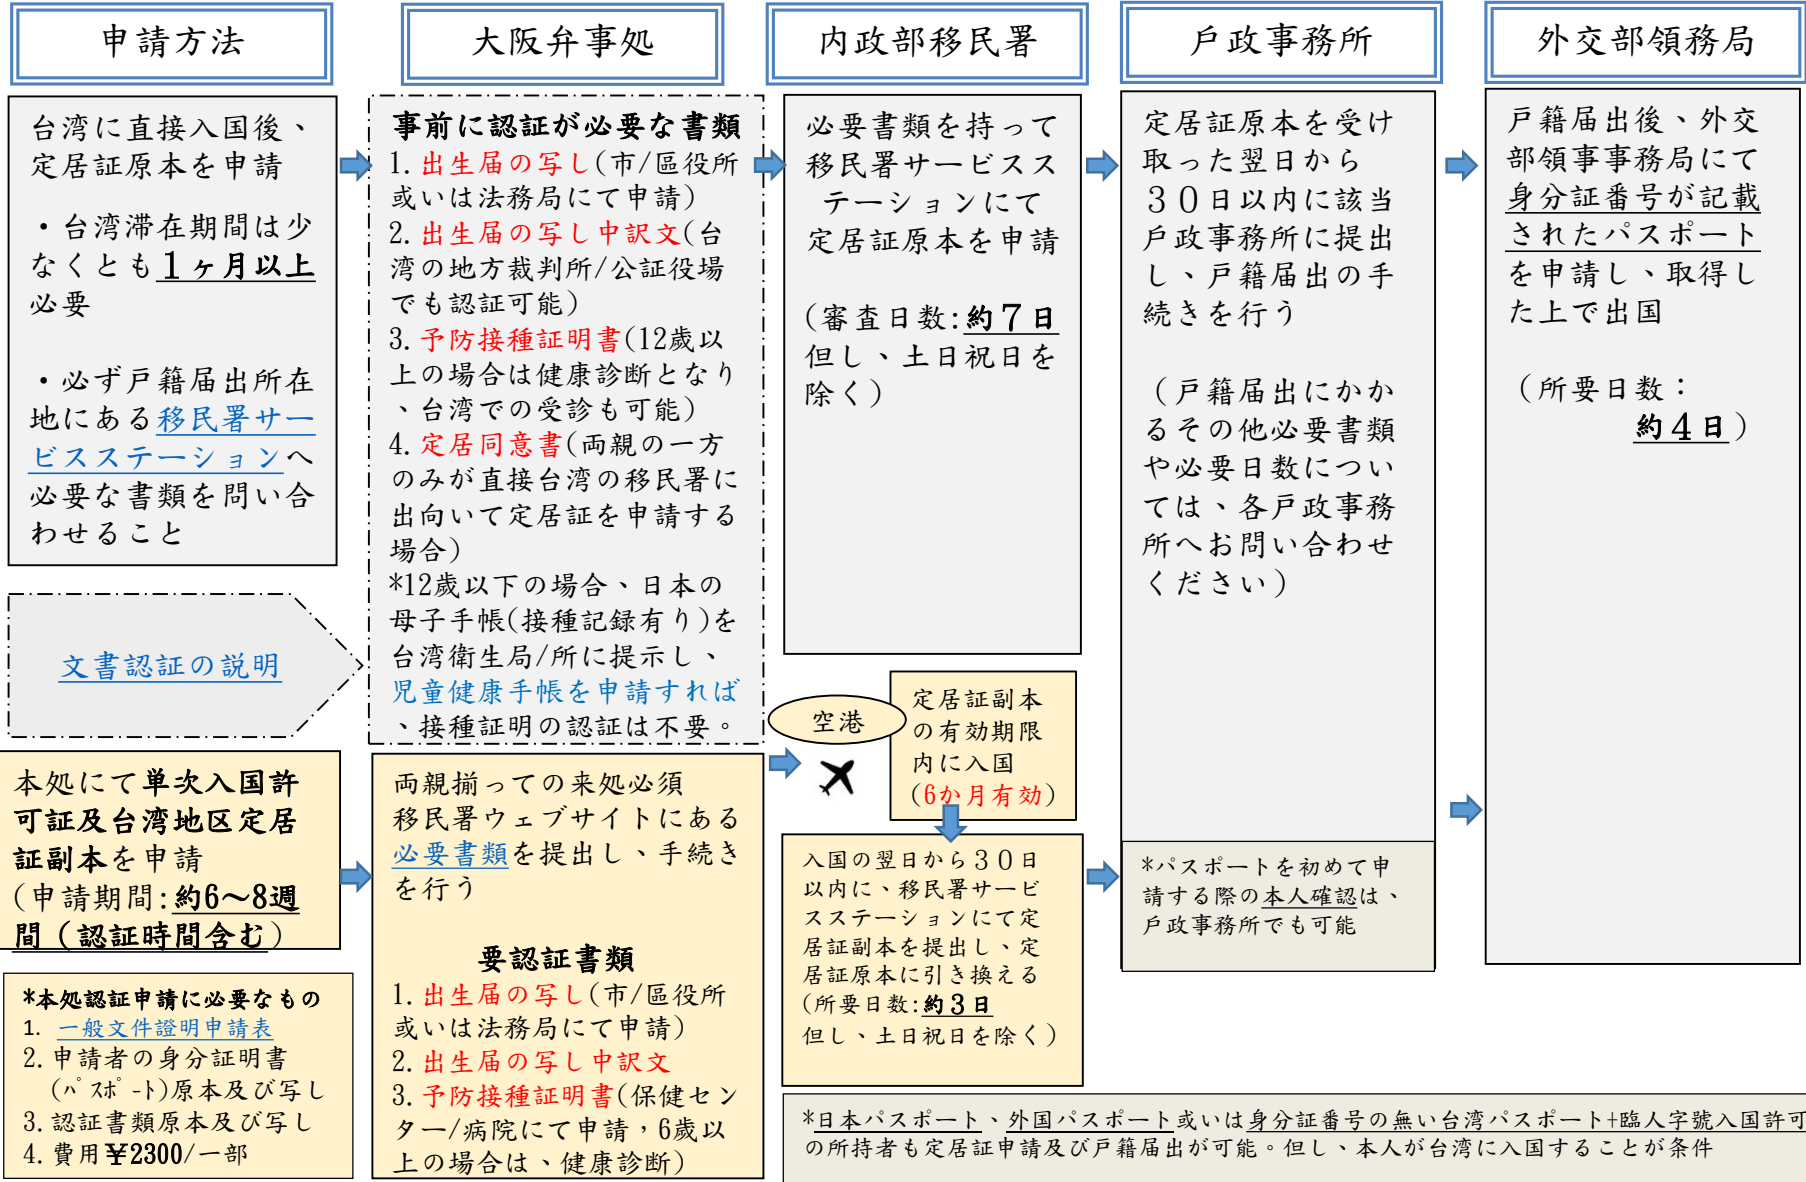 申請方法
大阪弁事処
内政部移民署
戶政事務所
外交部領務局
台湾に直接入国後、
定居証原本を申請
・台湾滞在期間は少
なくとも１ヶ月以上
必要
・必ず戸籍届出所在
地にある移民署サー
ビスステーションへ
必要な書類を問い合
わせること
文書認証の説明
事前に認証が必要な書類
1.出生届の写し(市/區役所
或いは法務局にて申請)
2.出生届の写し中訳文(台
湾の地方裁判所/公証役場
でも認証可能)
3.予防接種証明書(12歳以
上の場合は健康診断となり
、台湾での受診も可能)
4.定居同意書(両親の一方
のみが直接台湾の移民署に
出向いて定居証を申請する
場合)
*12歳以下の場合、日本の
母子手帳(接種記録有り)を
台湾衛生局/所に提示し、
児童健康手帳を申請すれば
、接種証明の認証は不要。
必要書類を持って
移民署サービスス
テーションにて
定居証原本を申請
(審査日数:約７日
但し、土日祝日を
除く)
定居証原本を受け
取った翌日から
３０日以内に該当
戶政事務所に提出
し、戸籍届出の手
続きを行う
(戸籍届出にかか
るその他必要書類
や必要日数につい
ては、各戸政事務
所へお問い合わせ
ください)
*パスポートを初めて申
請する際の本人確認は、
戶政事務所でも可能
戸籍届出後、外交
部領事事務局にて
身分証番号が記載
されたパスポート
を申請し、取得し
た上で出国
(所要日数：
約４日)
本処にて単次入国許
可証及台湾地区定居
証副本を申請
(申請期間:約6～8週
間（認証時間含む)
*本処認証申請に必要なもの
1. 一般文件證明申請表
2.申請者の身分証明書
(ﾊﾟｽﾎﾟｰﾄ)原本及び写し
3.認証書類原本及び写し
4.費用￥2300/一部
両親揃っての来処必須
移民署ウェブサイトにある
必要書類を提出し、手続き
を行う
要認証書類
1.出生届の写し(市/區役所
或いは法務局にて申請)
2.出生届の写し中訳文
3.予防接種証明書(保健セン
ター/病院にて申請，6歳以
上の場合は、健康診断)
空港
定居証副本
の有効期限
内に入国
(6か月有効)
入国の翌日から３０日
以内に、移民署サービ
スステーションにて定
居証副本を提出し、定
居証原本に引き換える
(所要日数:約３日
但し、土日祝日を除く)
*日本パスポート、外国パスポート或いは身分証番号の無い台湾パスポート+臨人字號入国許可
の所持者も定居証申請及び戸籍届出が可能。但し、本人が台湾に入国することが条件